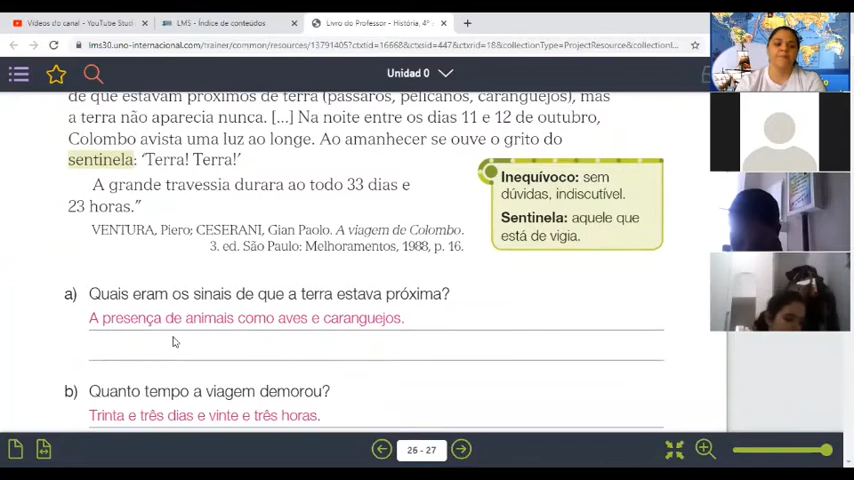 Vídeos do canal - YouTube Stud
LMS - Índice de conteúdos
Livro do Professor - História, 4º
lms30.uno-internacional.com/trainer/common/resources/13791405?ctxtid=16668&ctxsid=447&ctxrid=18&collectionType=ProjectResource&collectionI
Unidad 0
de que estavam próximos de terra (pássaros, pelicanos, caranguejos), mas
a terra não aparecia nunca. [...] Na noite entre os dias 11 e 12 de outubro,
Colombo avista uma luz ao longe. Ao amanhecer se ouve o grito do
sentinela: ‘Terra! Terra!’
A grande travessia durara ao todo 33 dias e
23 horas.”
VENTURA, Piero; CESERANI, Gian Paolo. A viagem de Colombo.
3. ed. São Paulo: Melhoramentos, 1988, p. 16.
Inequívoco: sem
dúvidas, indiscutível.
Sentinela: aquele que
está de vigia.
a) Quais eram os sinais de que a terra estava próxima?
A presença de animais como aves e caranguejos.
b) Quanto tempo a viagem demorou?
Trinta e três dias e vinte e três horas.
26 - 27